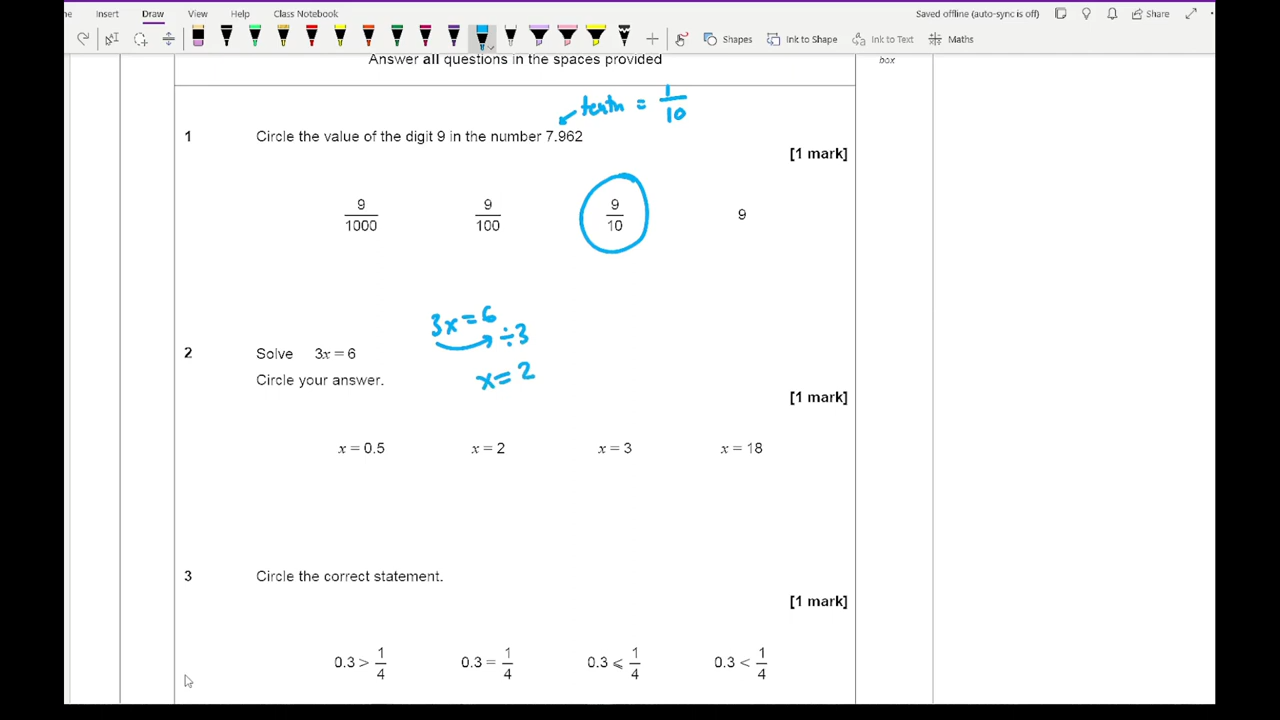 me Insert Draw View Help Class Notebook Saved offline (auto-sync is off) Share
Shapes Ink to Shape Ink to Text Maths
Answer all questions in the spaces provided box
tenth = 1/10
1 Circle the value of the digit 9 in the number 7.962
[1 mark]
9/1000 9/100 9/10 9
3x = 6
÷3
2 Solve 3x = 6
x = 2
Circle your answer.
[1 mark]
x = 0.5 x = 2 x = 3 x = 18
3 Circle the correct statement.
[1 mark]
0.3 > 1/4 0.3 = 1/4 0.3 ⩽ 1/4 0.3 < 1/4